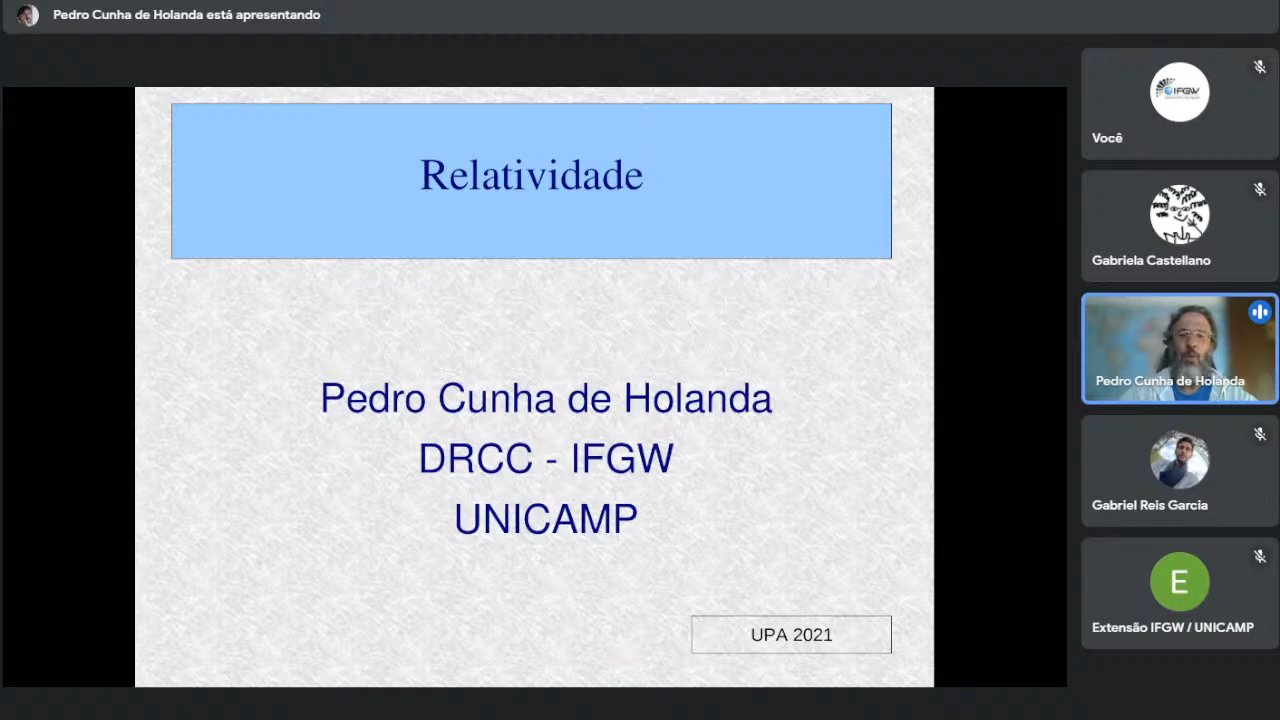 Pedro Cunha de Holanda está apresentando
Relatividade
Pedro Cunha de Holanda
DRCC - IFGW
UNICAMP
UPA 2021
IFGW
Você
Gabriela Castellano
Pedro Cunha de Holanda
Gabriel Reis Garcia
E
Extensão IFGW / UNICAMP